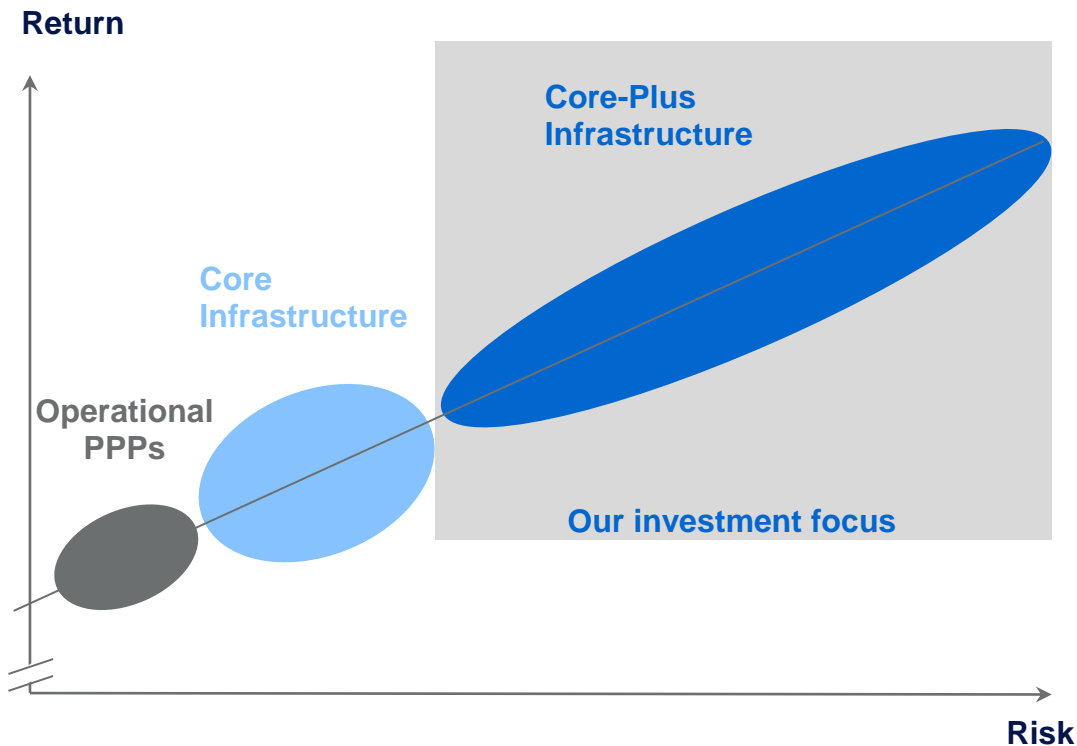 Return
Core-Plus
Infrastructure
Core
Infrastructure
Operational
PPPs
Our investment focus
Risk